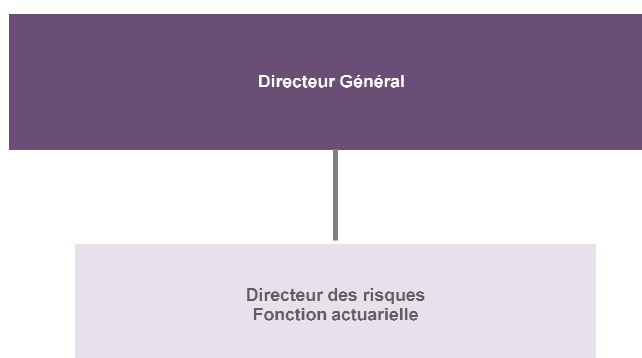 Directeur Général
Directeur des risques
Fonction actuarielle